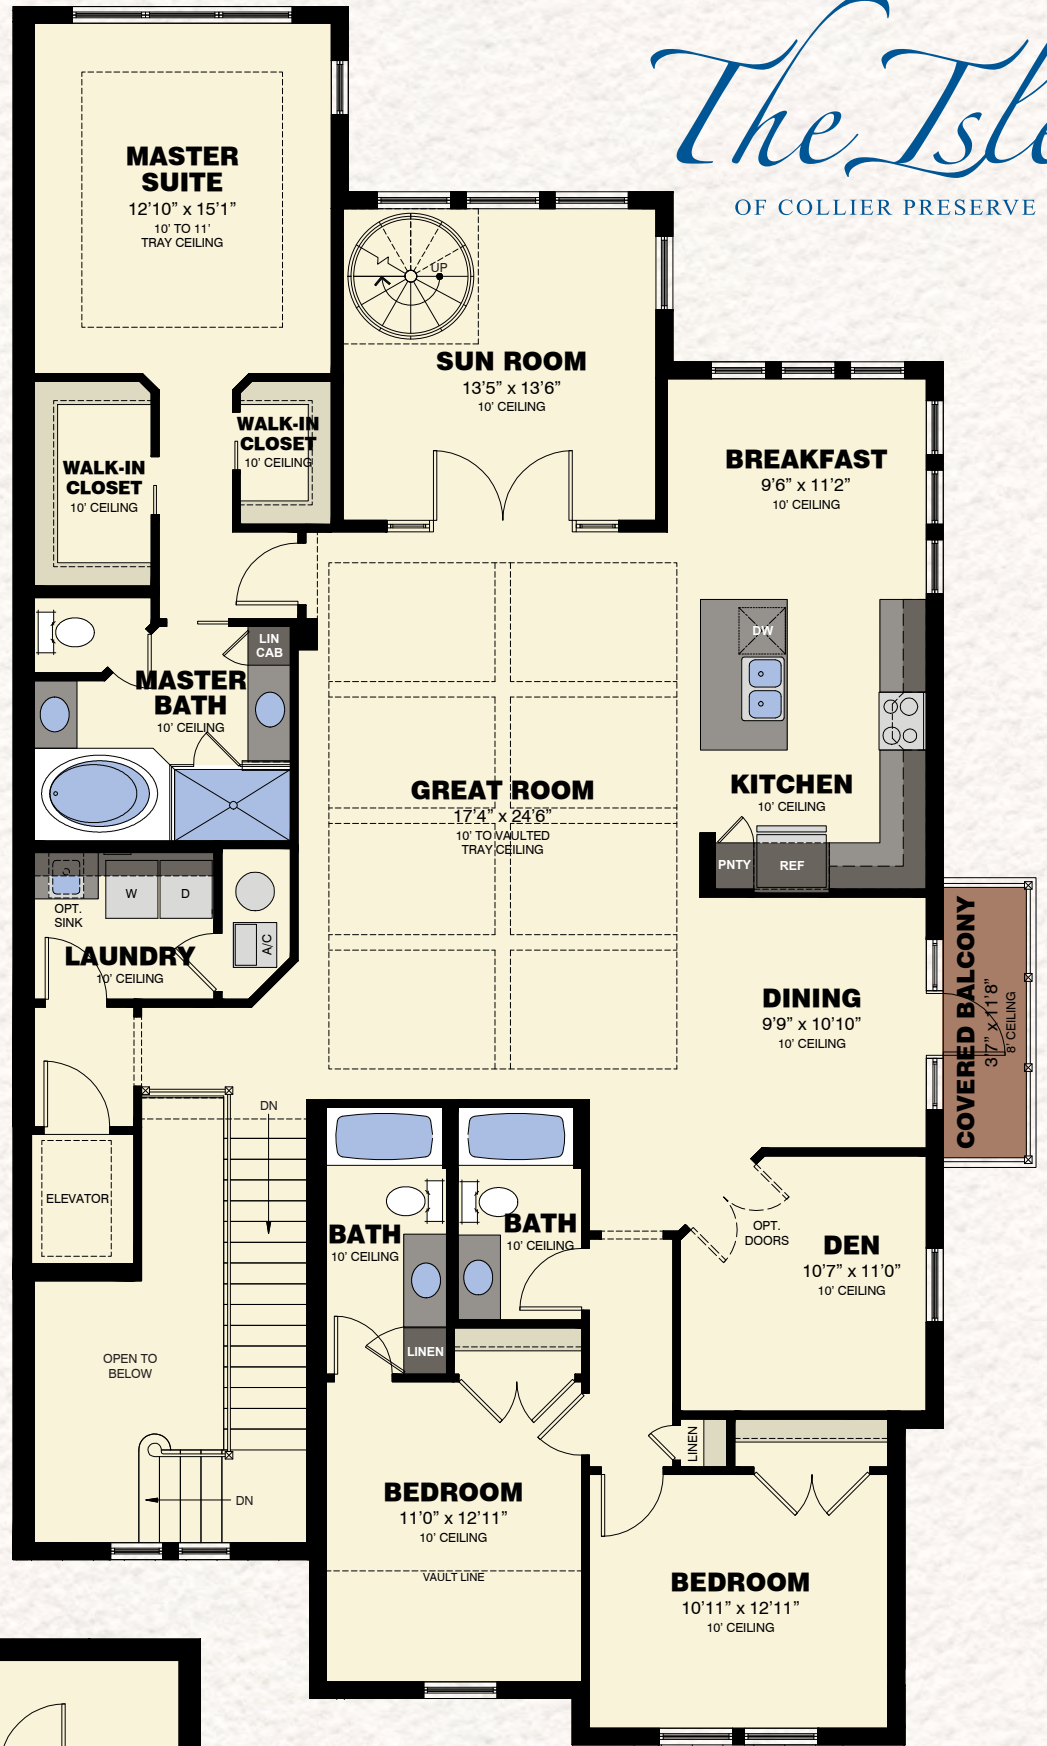 The Isle
OF COLLIER PRESERVE
MASTER
SUITE
12'10" x 15'1"
10' TO 11'
TRAY CEILING
UP
SUN ROOM
13'5" x 13'6"
10' CEILING
WALK-IN
CLOSET
10' CEILING
WALK-IN
CLOSET
10' CEILING
BREAKFAST
9'6" x 11'2"
10' CEILING
LIN
CAB
DW
MASTER
BATH
10' CEILING
GREAT ROOM
17'4" x 24'6"
10' TO VAULTED
TRAY CEILING
KITCHEN
10' CEILING
PNTY
REF
W
D
OPT.
SINK
A/C
LAUNDRY
10' CEILING
DINING
9'9" x 10'10"
10' CEILING
COVERED BALCONY
3'7" x 11'8"
8' CEILING
DN
ELEVATOR
BATH
10' CEILING
BATH
10' CEILING
OPT.
DOORS
DEN
10'7" x 11'0"
10' CEILING
OPEN TO
BELOW
LINEN
LINEN
DN
BEDROOM
11'0" x 12'11"
10' CEILING
VAULT LINE
BEDROOM
10'11" x 12'11"
10' CEILING